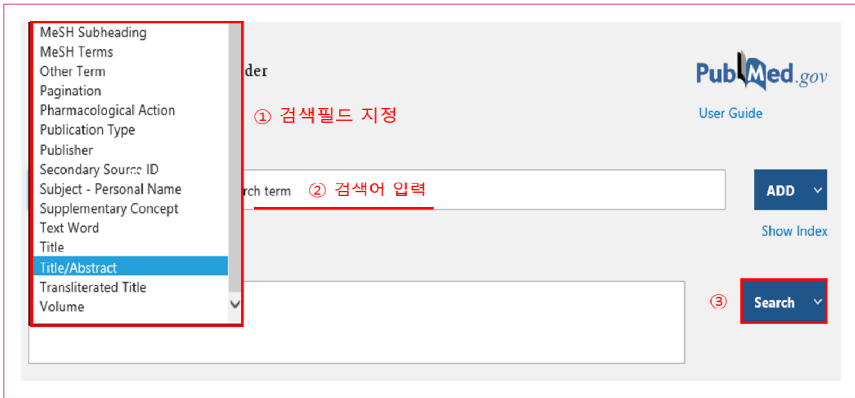 MeSH Subheading
MeSH Terms
Other Term
Pagination
Pharmacological Action
Publication Type
Publisher
Secondary Source ID
Subject - Personal Name
Supplementary Concept
Text Word
Title
Title/Abstract
Transliterated Title
Volume
der
① 검색필드 지정
PubMed.gov
User Guide
rch term
② 검색어 입력
ADD
Show Index
③
Search